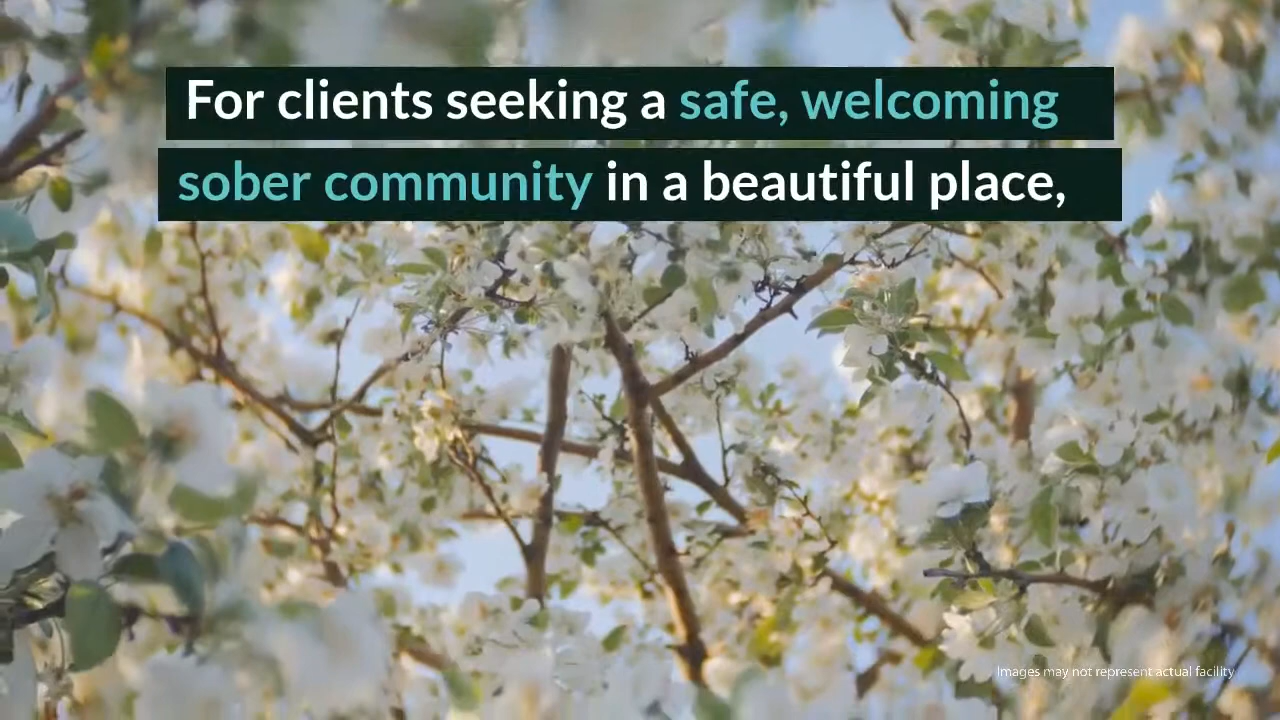 For clients seeking a safe, welcoming
sober community in a beautiful place,
Images may not represent actual facility